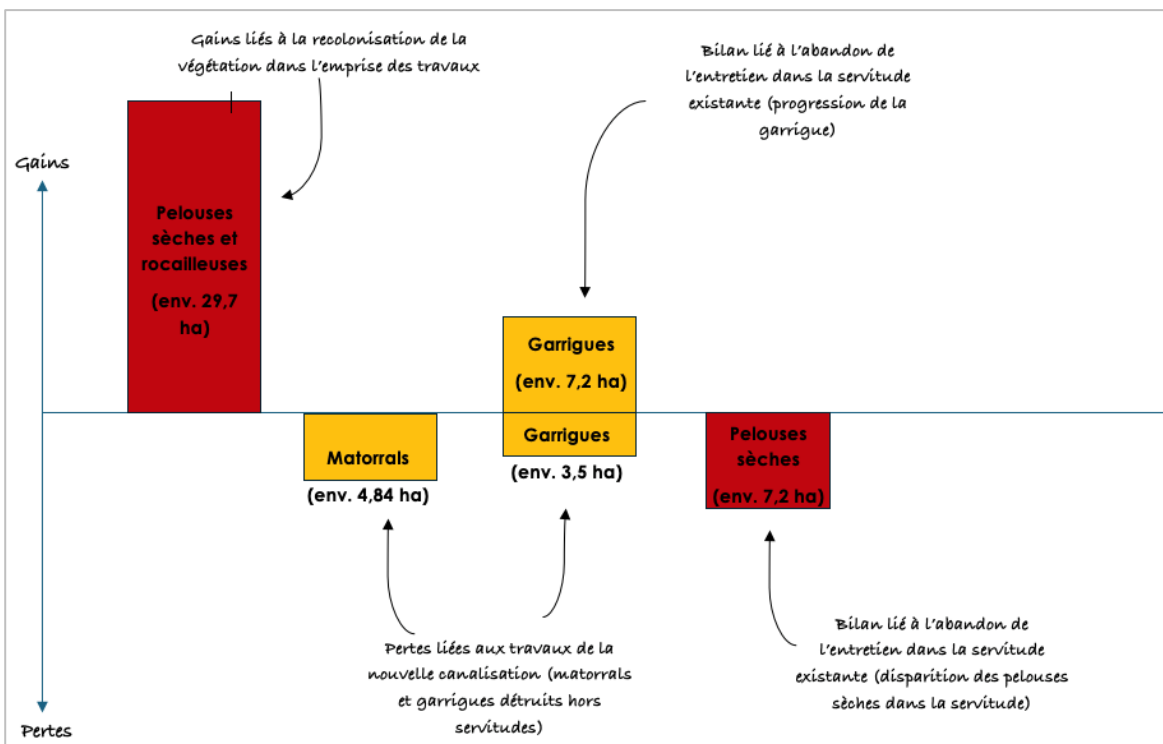 Gains liés à la recolonisation de la
végétation dans l'emprise des travaux
Bilan lié à l'abandon de
l'entretien dans la servitude
existante (progression de la
garrigue)
Gains
Pelouses
sèches et
rocailleuses
(env. 29,7
ha)
Garrigues
(env. 7,2 ha)
Matorrals
(env. 4,84 ha)
Garrigues
(env. 3,5 ha)
Pelouses
sèches
(env. 7,2 ha)
Pertes liées aux travaux de la
nouvelle canalisation (matorrals
et garrigues détruits hors
servitudes)
Bilan lié à l'abandon de
l'entretien dans la servitude
existante (disparition des pelouses
sèches dans la servitude)
Pertes